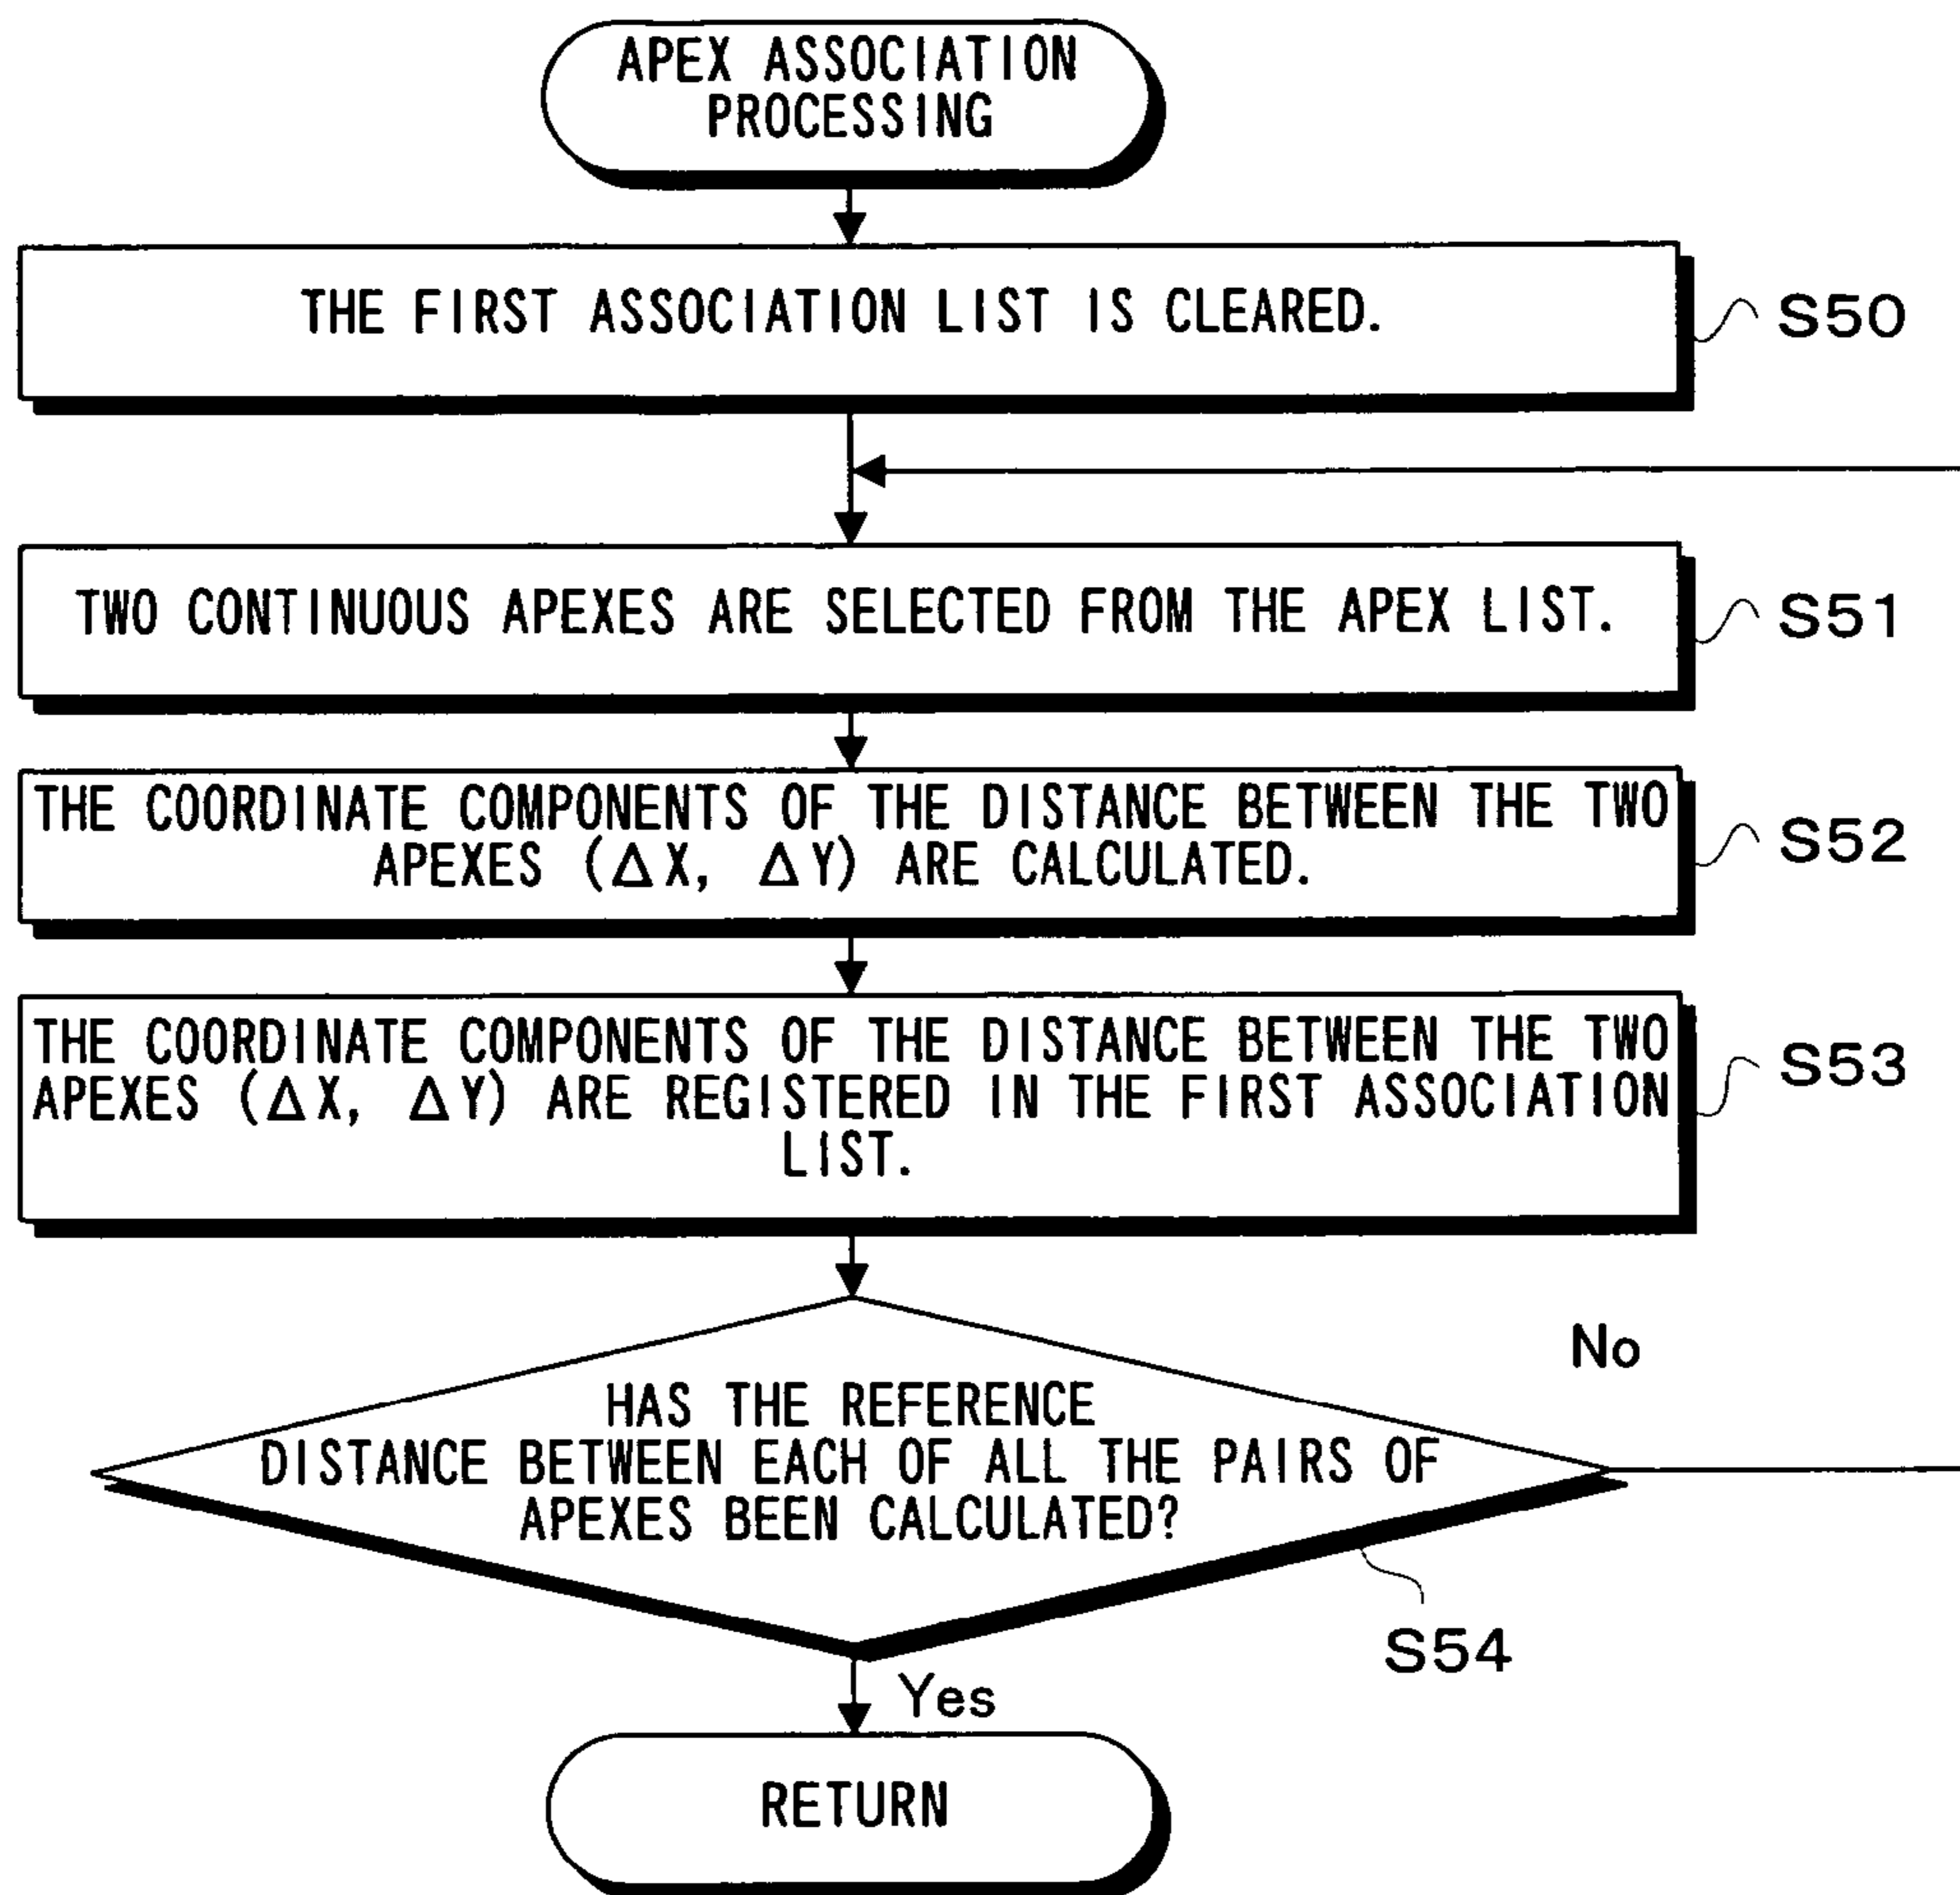 APEX ASSOCIATION
PROCESSING
THE FIRST ASSOCIATION LIST IS CLEARED.
S50
TWO CONTINUOUS APEXES ARE SELECTED FROM THE APEX LIST.
S51
THE COORDINATE COMPONENTS OF THE DISTANCE BETWEEN THE TWO
APEXES (ΔX, ΔY) ARE CALCULATED.
S52
THE COORDINATE COMPONENTS OF THE DISTANCE BETWEEN THE TWO
APEXES (ΔX, ΔY) ARE REGISTERED IN THE FIRST ASSOCIATION
LIST.
S53
No
HAS THE REFERENCE
DISTANCE BETWEEN EACH OF ALL THE PAIRS OF
APEXES BEEN CALCULATED?
S54
Yes
RETURN